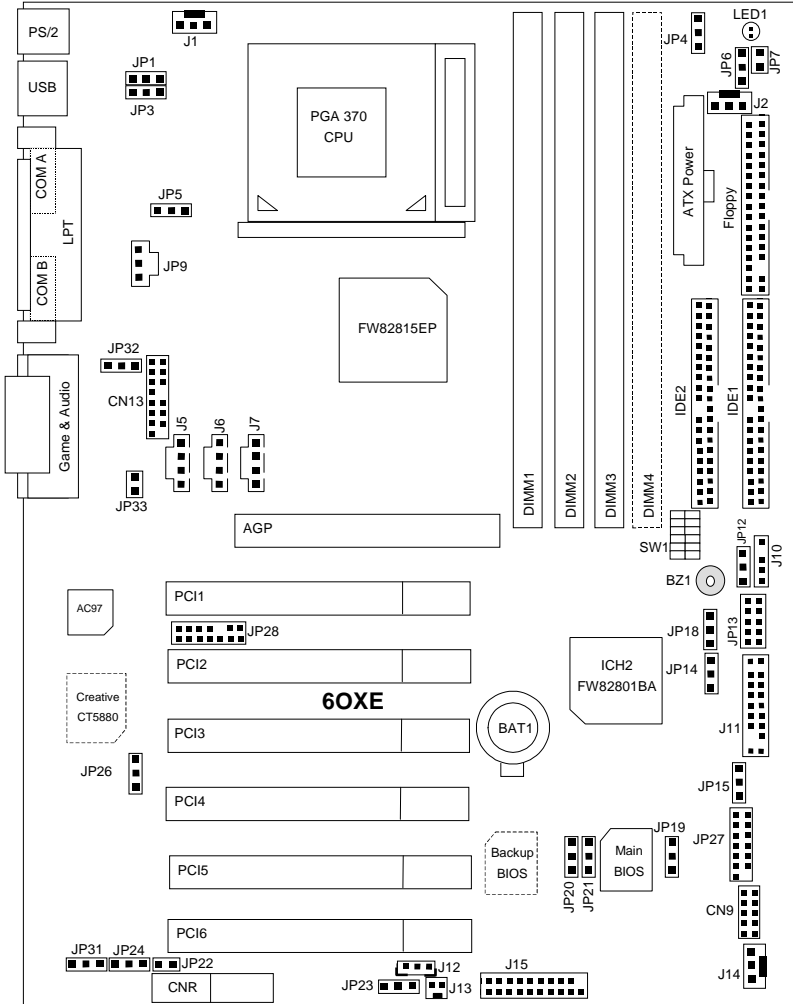 PS/2
J1
JP4
LED1
USB
JP1
JP3
JP6
JP7
J2
PGA 370
CPU
ATX Power
Floppy
COM A
LPT
COM B
JP5
JP9
FW82815EP
JP32
CN13
Game & Audio
J5
J6
J7
JP33
DIMM1
DIMM2
DIMM3
DIMM4
IDE2
IDE1
AGP
SW1
JP12
J10
BZ1
AC97
PCI1
JP28
JP18
JP13
PCI2
JP14
ICH2
FW82801BA
Creative
CT5880
6OXE
PCI3
BAT1
J11
JP26
JP15
PCI4
JP19
JP27
Backup
BIOS
Main
BIOS
PCI5
JP20
JP21
CN9
PCI6
JP31
JP24
JP22
J12
J15
J14
CNR
JP23
J13